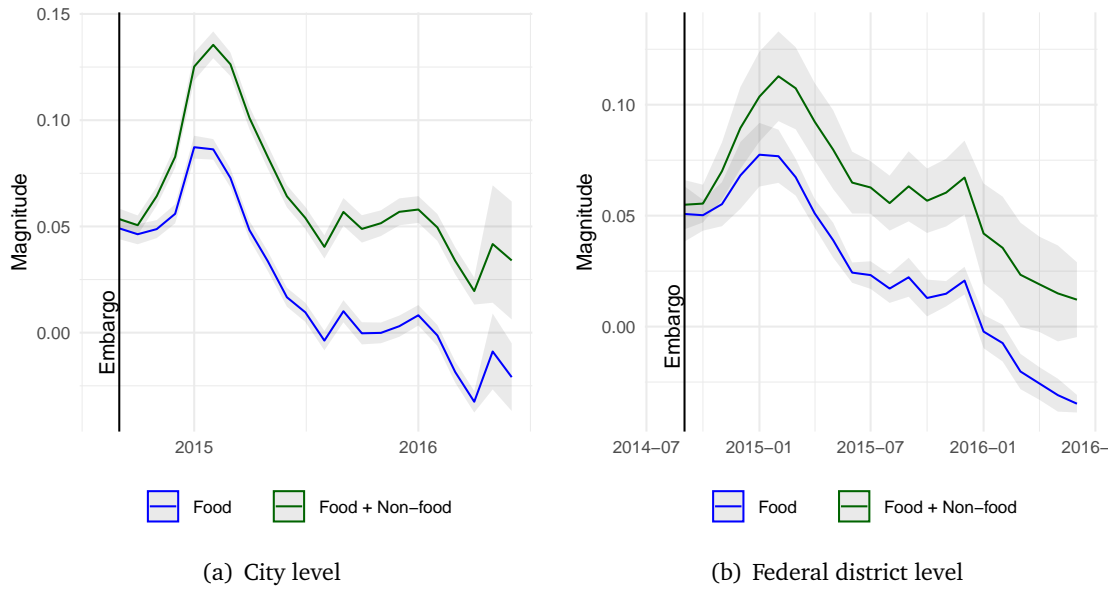 0.15
0.10
0.05
0.00
Magnitude
Embargo
2015
2016
Food
Food + Non−food
(a) City level
0.10
0.05
0.00
Magnitude
Embargo
2014−07
2015−01
2015−07
2016−01
2016−
Food
Food + Non−food
(b) Federal district level